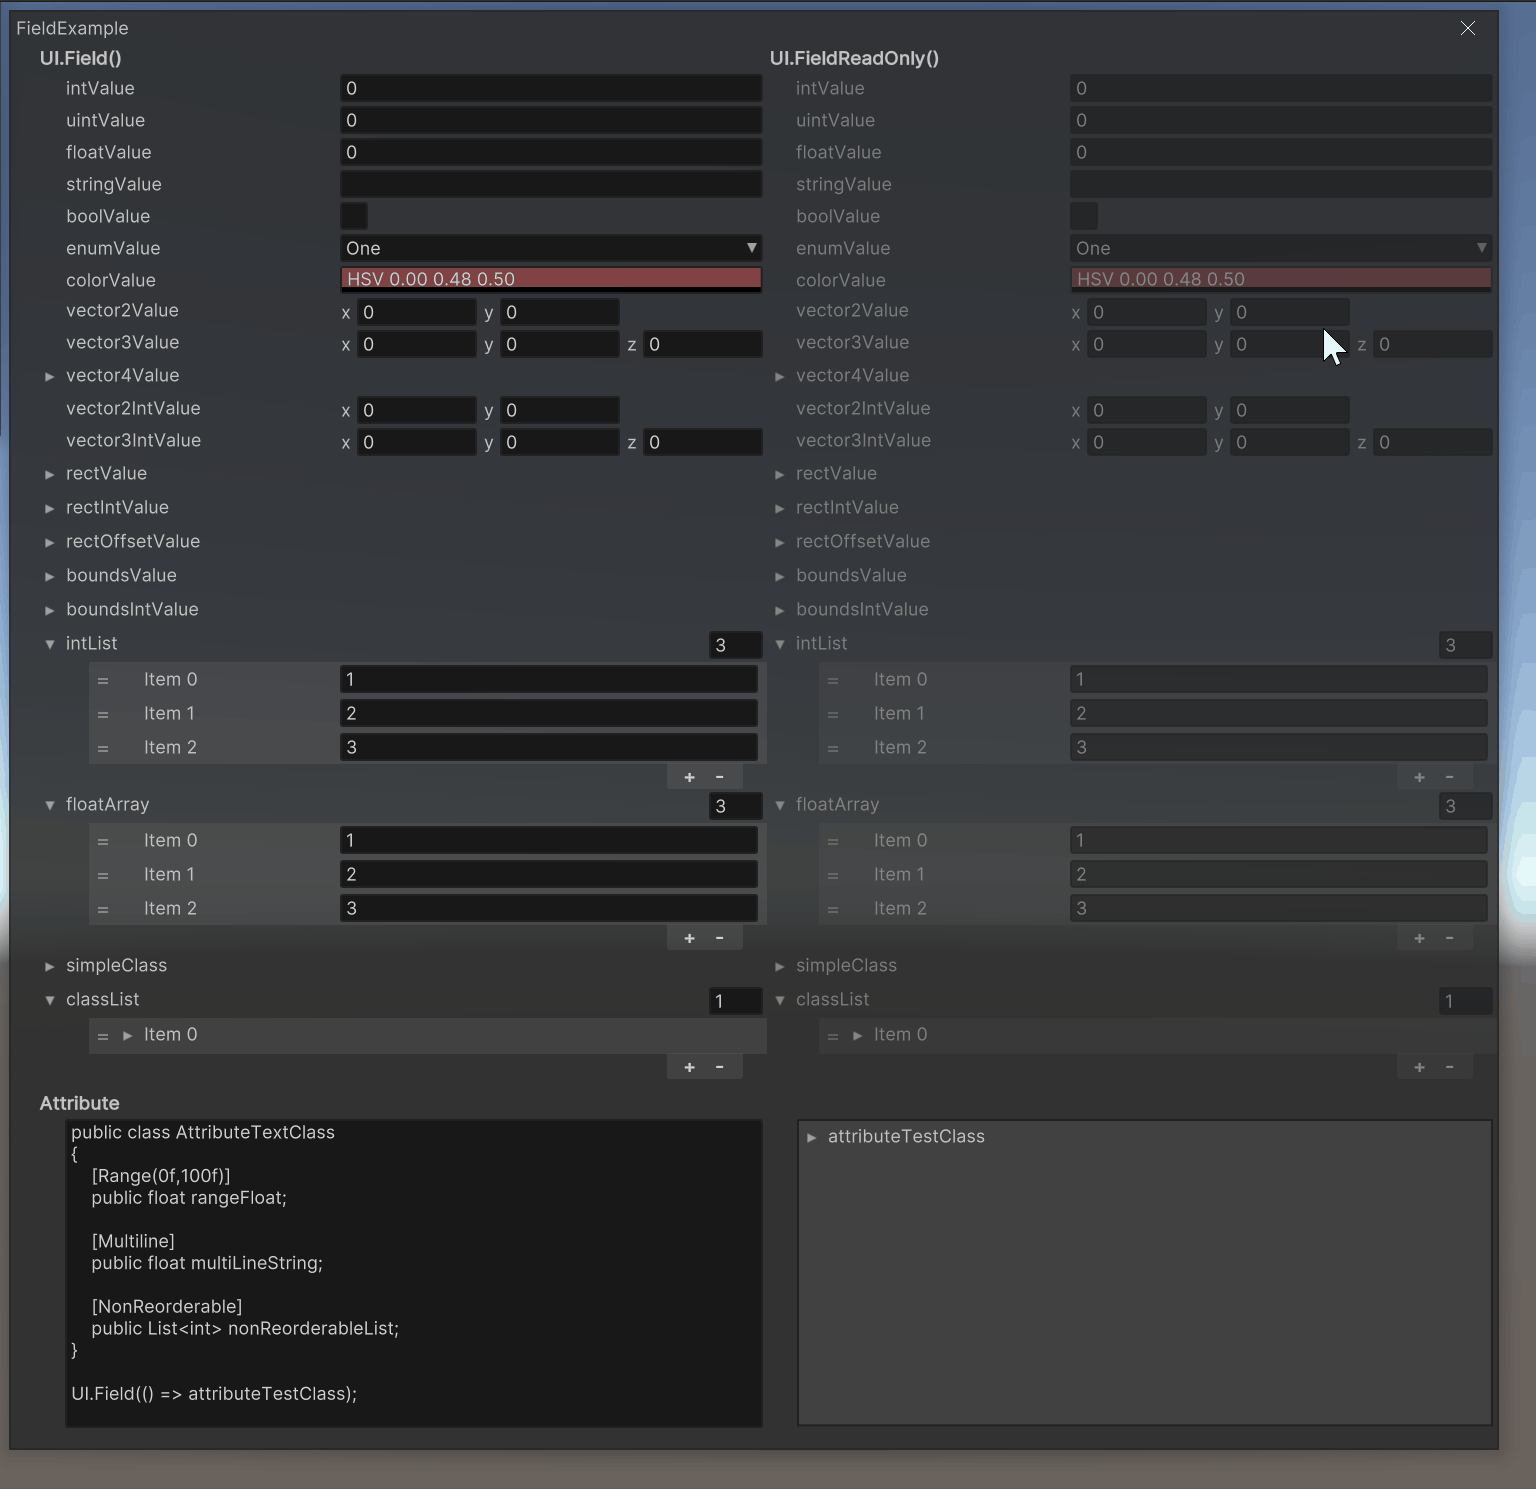 FieldExample
UI.Field()
intValue 0
uintValue 0
floatValue 0
stringValue
boolValue
enumValue One
colorValue HSV 0.00 0.48 0.50
vector2Value x 0 y 0
vector3Value x 0 y 0 z 0
vector4Value
vector2IntValue x 0 y 0
vector3IntValue x 0 y 0 z 0
rectValue
rectIntValue
rectOffsetValue
boundsValue
boundsIntValue
intList 3
= Item 0 1
= Item 1 2
= Item 2 3
+ -
floatArray 3
= Item 0 1
= Item 1 2
= Item 2 3
+ -
simpleClass
classList 1
= Item 0
+ -
UI.FieldReadOnly()
intValue 0
uintValue 0
floatValue 0
stringValue
boolValue
enumValue One
colorValue HSV 0.00 0.48 0.50
vector2Value x 0 y 0
vector3Value x 0 y 0 z 0
vector4Value
vector2IntValue x 0 y 0
vector3IntValue x 0 y 0 z 0
rectValue
rectIntValue
rectOffsetValue
boundsValue
boundsIntValue
intList 3
= Item 0 1
= Item 1 2
= Item 2 3
+ -
floatArray 3
= Item 0 1
= Item 1 2
= Item 2 3
+ -
simpleClass
classList 1
= Item 0
+ -
Attribute
public class AttributeTextClass
{
[Range(0f,100f)]
public float rangeFloat;
[Multiline]
public float multiLineString;
[NonReorderable]
public List<int> nonReorderableList;
}
UI.Field(() => attributeTestClass);
attributeTestClass